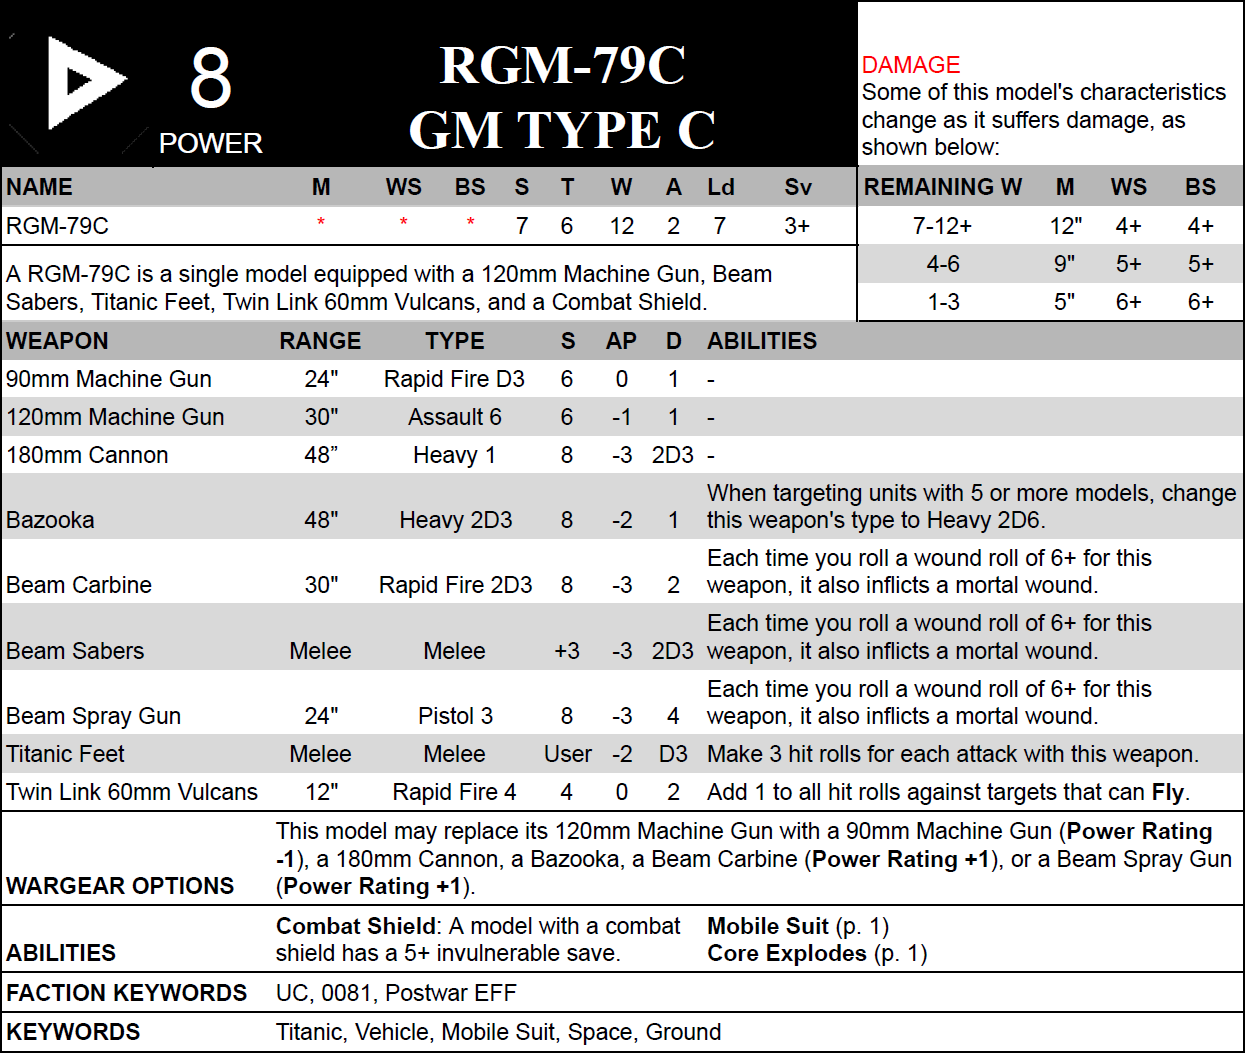 8
POWER
RGM-79C
GM TYPE C
DAMAGE
Some of this model's characteristics
change as it suffers damage, as
shown below:
NAME M WS BS S T W A Ld Sv
RGM-79C * * * 7 6 12 2 7 3+
REMAINING W M WS BS
7-12+ 12" 4+ 4+
4-6 9" 5+ 5+
1-3 5" 6+ 6+
A RGM-79C is a single model equipped with a 120mm Machine Gun, Beam
Sabers, Titanic Feet, Twin Link 60mm Vulcans, and a Combat Shield.
WEAPON RANGE TYPE S AP D ABILITIES
90mm Machine Gun 24" Rapid Fire D3 6 0 1 -
120mm Machine Gun 30" Assault 6 6 -1 1 -
180mm Cannon 48” Heavy 1 8 -3 2D3 -
When targeting units with 5 or more models, change
Bazooka 48" Heavy 2D3 8 -2 1 this weapon's type to Heavy 2D6.
Each time you roll a wound roll of 6+ for this
Beam Carbine 30" Rapid Fire 2D3 8 -3 2 weapon, it also inflicts a mortal wound.
Each time you roll a wound roll of 6+ for this
Beam Sabers Melee Melee +3 -3 2D3 weapon, it also inflicts a mortal wound.
Each time you roll a wound roll of 6+ for this
Beam Spray Gun 24" Pistol 3 8 -3 4 weapon, it also inflicts a mortal wound.
Titanic Feet Melee Melee User -2 D3 Make 3 hit rolls for each attack with this weapon.
Twin Link 60mm Vulcans 12" Rapid Fire 4 4 0 2 Add 1 to all hit rolls against targets that can Fly.
This model may replace its 120mm Machine Gun with a 90mm Machine Gun (Power Rating
-1), a 180mm Cannon, a Bazooka, a Beam Carbine (Power Rating +1), or a Beam Spray Gun
WARGEAR OPTIONS (Power Rating +1).
Combat Shield: A model with a combat Mobile Suit (p. 1)
ABILITIES shield has a 5+ invulnerable save. Core Explodes (p. 1)
FACTION KEYWORDS UC, 0081, Postwar EFF
KEYWORDS Titanic, Vehicle, Mobile Suit, Space, Ground